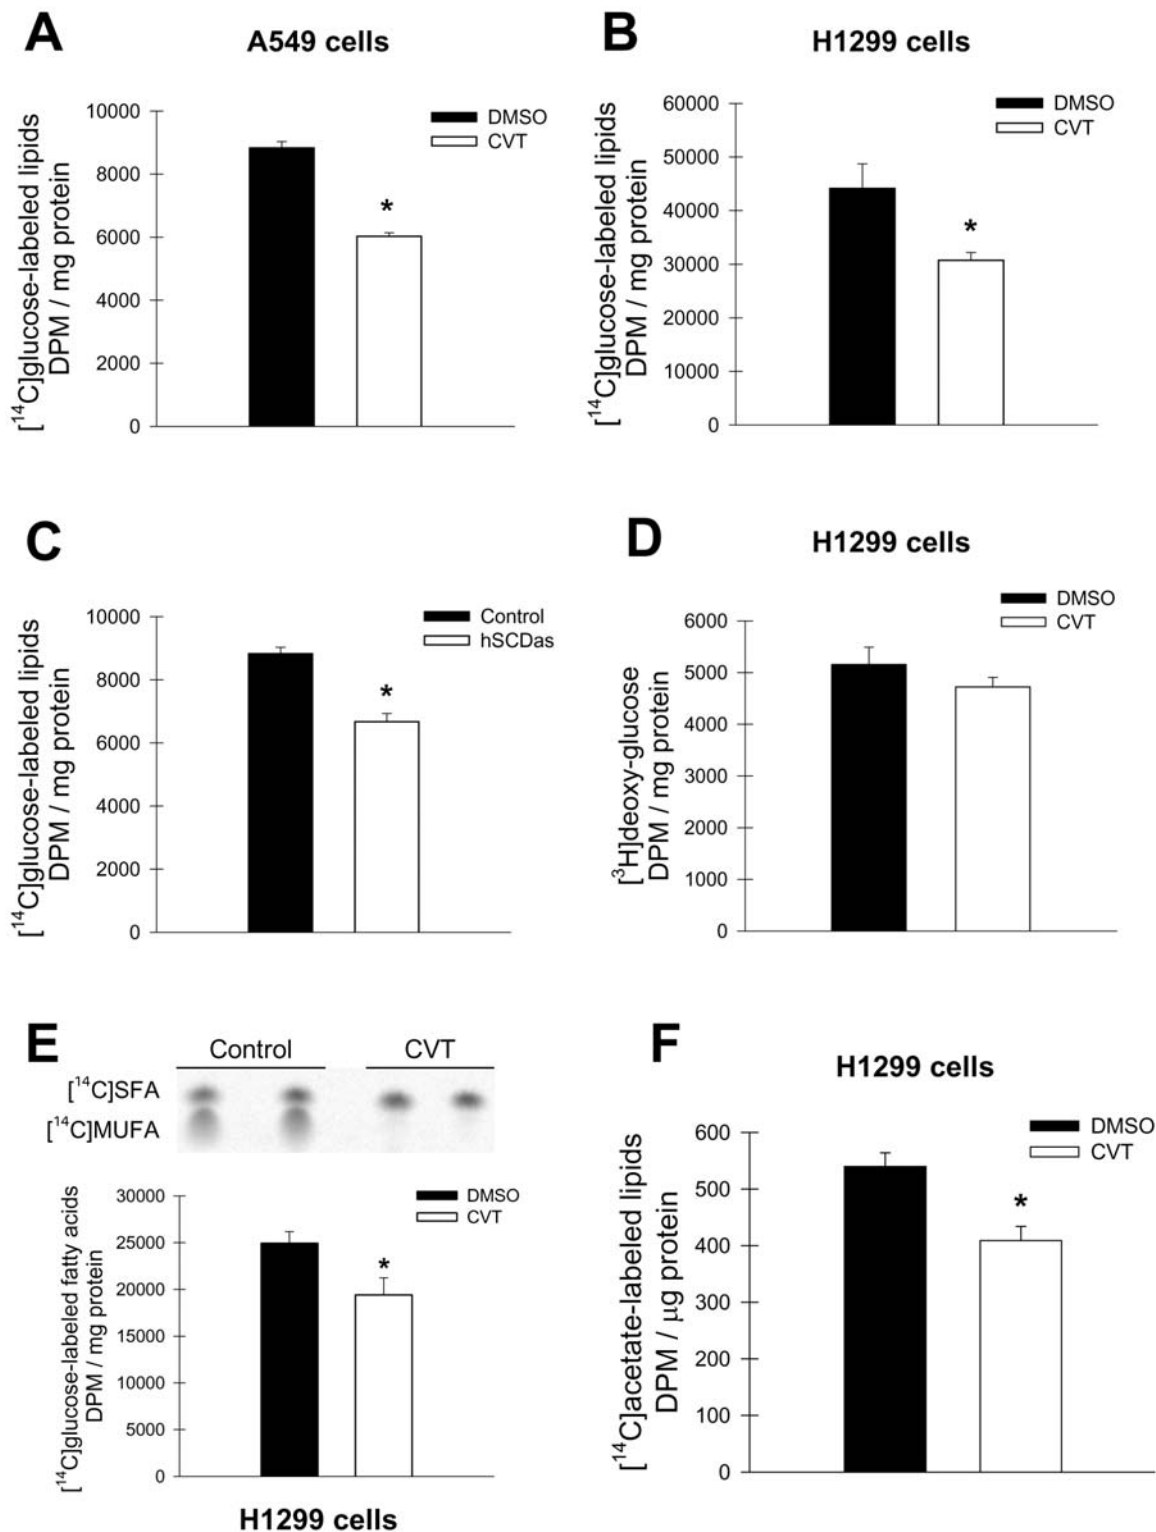 A
A549 cells
[¹⁴C]glucose-labeled lipids
DPM / mg protein
10000
8000
6000
4000
2000
0
DMSO
CVT
*
B
H1299 cells
[¹⁴C]glucose-labeled lipids
DPM / mg protein
60000
50000
40000
30000
20000
10000
0
DMSO
CVT
*
C
[¹⁴C]glucose-labeled lipids
DPM / mg protein
10000
8000
6000
4000
2000
0
Control
hSCDas
*
D
H1299 cells
[³H]deoxy-glucose
DPM / mg protein
6000
5000
4000
3000
2000
1000
0
DMSO
CVT
E
Control
CVT
[¹⁴C]SFA
[¹⁴C]MUFA
[¹⁴C]glucose-labeled fatty acids
DPM / mg protein
30000
25000
20000
15000
10000
5000
0
DMSO
CVT
*
H1299 cells
F
H1299 cells
[¹⁴C]acetate-labeled lipids
DPM / µg protein
600
500
400
300
200
100
0
DMSO
CVT
*